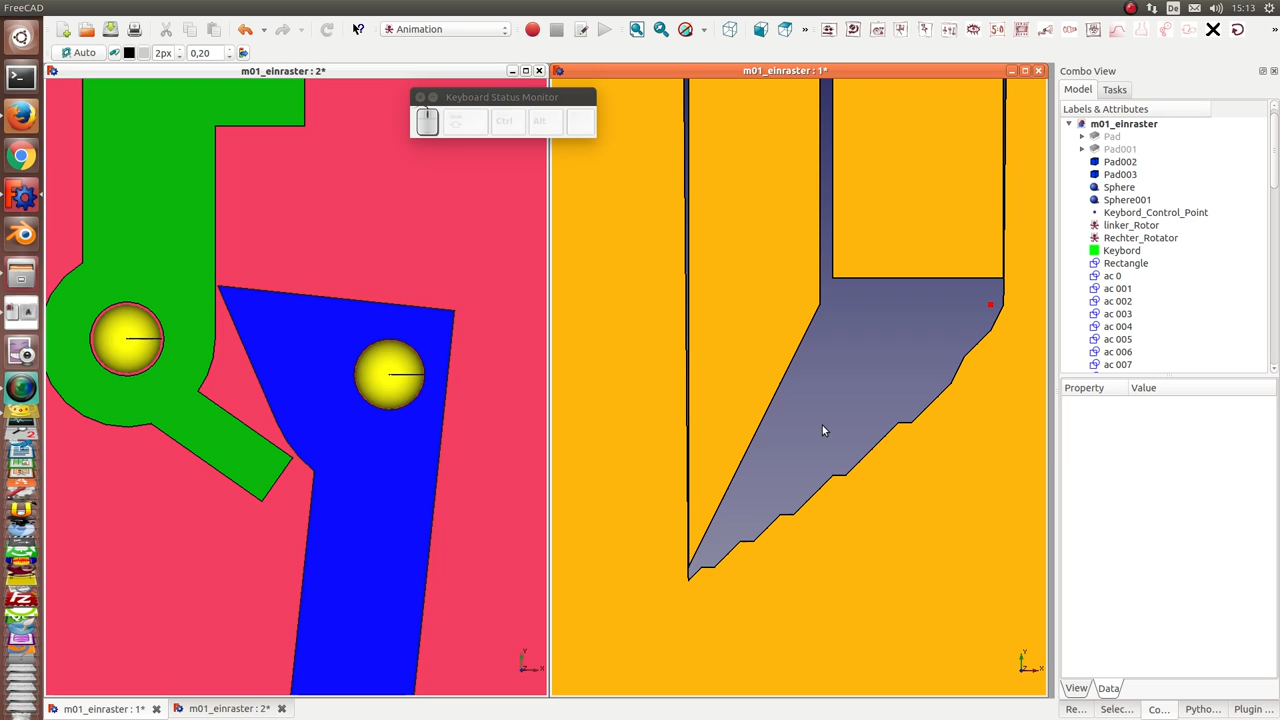 FreeCAD
De
15:13
Animation
Auto
2px
0,20
m01_einraster : 2*
m01_einraster : 1*
Combo View
Keyboard Status Monitor
Ctrl
Alt
Model
Tasks
Labels & Attributes
m01_einraster
Pad
Pad001
Pad002
Pad003
Sphere
Sphere001
Keybord_Control_Point
linker_Rotor
Rechter_Rotator
Keybord
Rectangle
ac 0
ac 001
ac 002
ac 003
ac 004
ac 005
ac 006
ac 007
Property
Value
Y
X
Y
X
View
Data
m01_einraster : 1*
m01_einraster : 2*
Re...
Selec...
Co...
Pytho...
Plugin ...